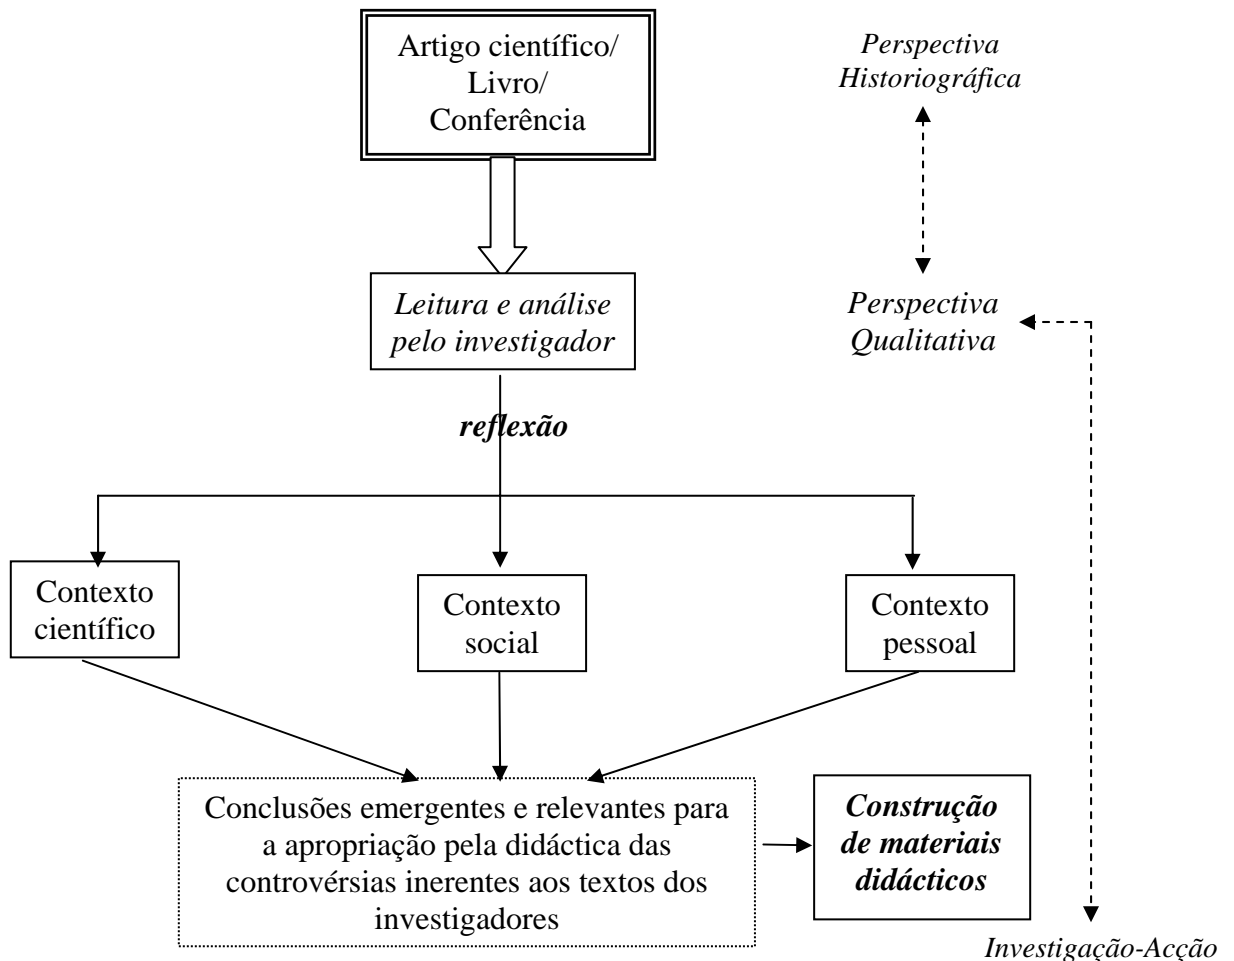 Artigo científico/
Livro/
Conferência
Perspectiva
Historiográfica
Leitura e análise
pelo investigador
Perspectiva
Qualitativa
reflexão
Contexto
científico
Contexto
social
Contexto
pessoal
Conclusões emergentes e relevantes para
a apropriação pela didáctica das
controvérsias inerentes aos textos dos
investigadores
Construção
de materiais
didácticos
Investigação-Acção